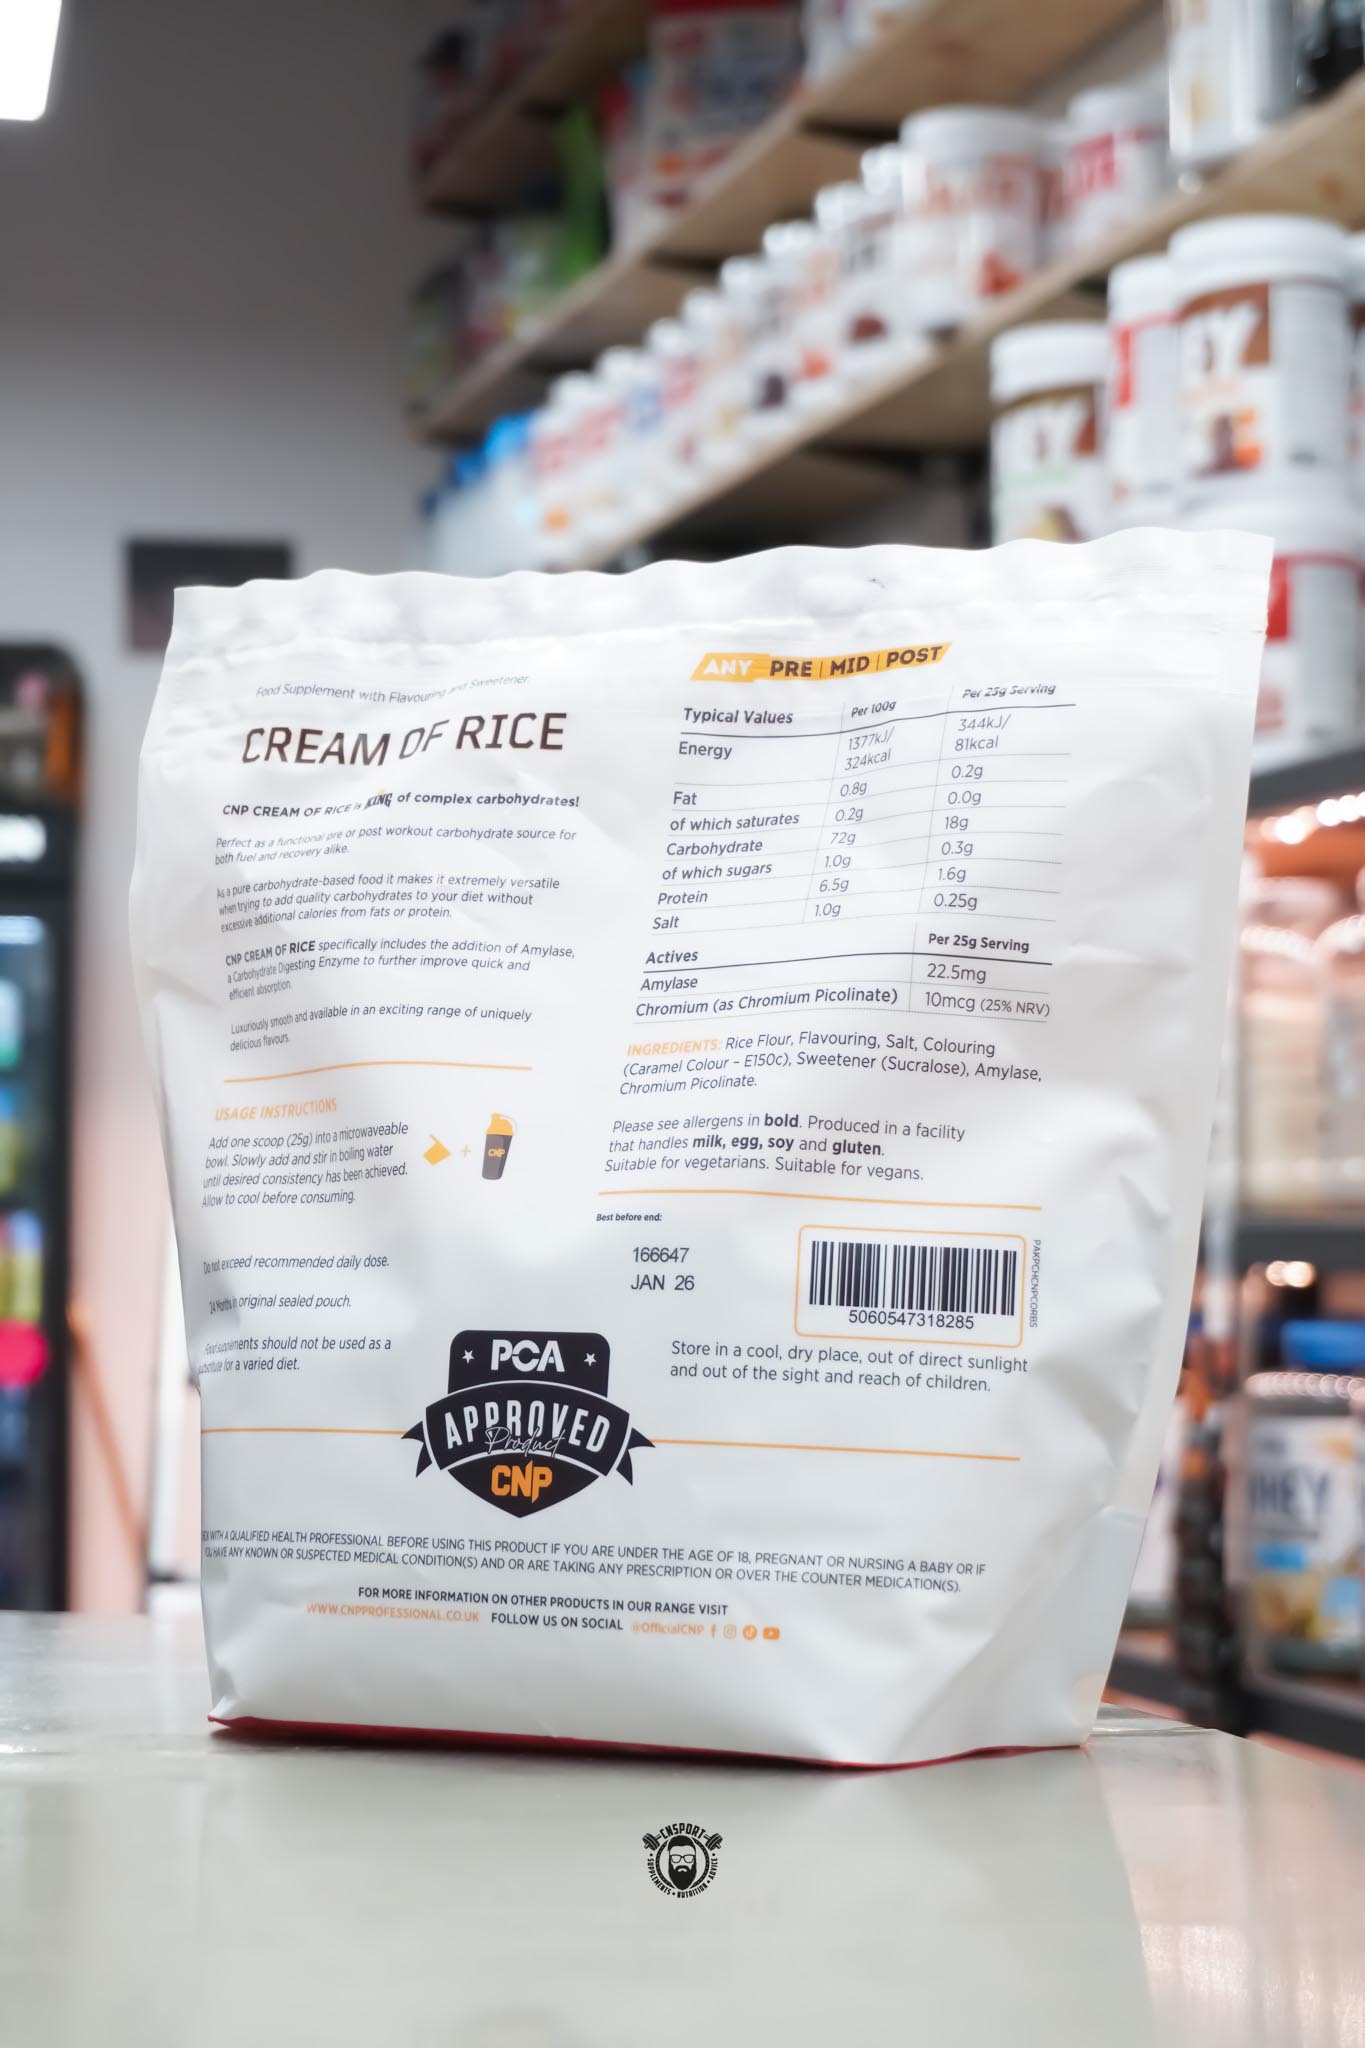 Food Supplement with Flavouring and Sweetener.
CREAM OF RICE
CNP CREAM OF RICE is KING of complex carbohydrates!
Perfect as a functional pre or post workout carbohydrate source for
both fuel and recovery alike.
As a pure carbohydrate-based food it makes it extremely versatile
when trying to add quality carbohydrates to your diet without
excessive additional calories from fats or protein.
CNP CREAM OF RICE specifically includes the addition of Amylase,
a Carbohydrate Digesting Enzyme to further improve quick and
efficient absorption.
Luxuriously smooth and available in an exciting range of uniquely
delicious flavours.
USAGE INSTRUCTIONS
Add one scoop (25g) into a microwaveable
bowl. Slowly add and stir in boiling water
until desired consistency has been achieved.
Allow to cool before consuming.
CNP
Do not exceed recommended daily dose.
24 Months in original sealed pouch.
Food supplements should not be used as a
substitute for a varied diet.
ANY PRE | MID | POST
Typical Values Per 100g Per 25g Serving
Energy 1377kJ/ 344kJ/
324kcal 81kcal
Fat 0.8g 0.2g
of which saturates 0.2g 0.0g
Carbohydrate 72g 18g
of which sugars 1.0g 0.3g
Protein 6.5g 1.6g
Salt 1.0g 0.25g
Actives Per 25g Serving
Amylase 22.5mg
Chromium (as Chromium Picolinate) 10mcg (25% NRV)
INGREDIENTS: Rice Flour, Flavouring, Salt, Colouring
(Caramel Colour – E150c), Sweetener (Sucralose), Amylase,
Chromium Picolinate.
Please see allergens in bold. Produced in a facility
that handles milk, egg, soy and gluten.
Suitable for vegetarians. Suitable for vegans.
Best before end:
166647
JAN 26
5060547318285
PAKPCHCNPCORBS
Store in a cool, dry place, out of direct sunlight
and out of the sight and reach of children.
PCA
APPROVED
Product
CNP
WITH A QUALIFIED HEALTH PROFESSIONAL BEFORE USING THIS PRODUCT IF YOU ARE UNDER THE AGE OF 18, PREGNANT OR NURSING A BABY OR IF
YOU HAVE ANY KNOWN OR SUSPECTED MEDICAL CONDITION(S) AND OR ARE TAKING ANY PRESCRIPTION OR OVER THE COUNTER MEDICATION(S).
FOR MORE INFORMATION ON OTHER PRODUCTS IN OUR RANGE VISIT
WWW.CNPPROFESSIONAL.CO.UK FOLLOW US ON SOCIAL @OfficialCNP
WHEY
CNSPORT
SUPPLEMENTS • NUTRITION • ADVICE